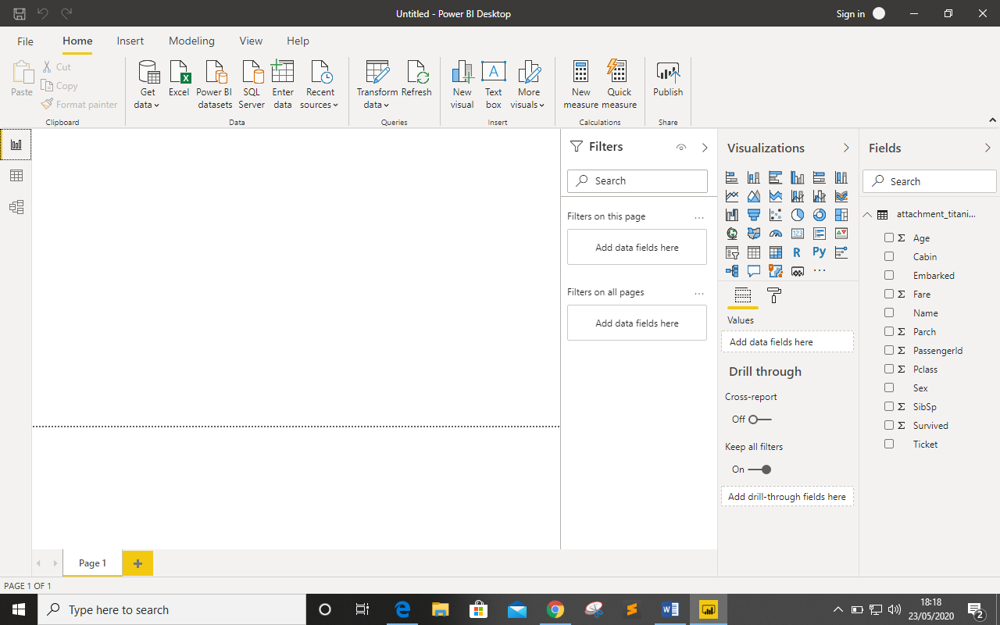 Untitled - Power BI Desktop
Sign in
File
Home
Insert
Modeling
View
Help
Paste
Cut
Copy
Format painter
Clipboard
Get
data
Excel
Power BI
datasets
SQL
Server
Enter
data
Recent
sources
Data
Transform
data
Refresh
Queries
New
visual
Text
box
More
visuals
Insert
New
measure
Quick
measure
Calculations
Publish
Share
Filters
Search
Filters on this page
...
Add data fields here
Filters on all pages
...
Add data fields here
Visualizations
123
R
Py
...
Values
Add data fields here
Drill through
Cross-report
Off
Keep all filters
On
Add drill-through fields here
Fields
Search
attachment_titani...
Σ Age
Cabin
Embarked
Σ Fare
Name
Σ Parch
Σ PassengerId
Σ Pclass
Sex
Σ SibSp
Σ Survived
Ticket
Page 1
+
PAGE 1 OF 1
Type here to search
18:18
23/05/2020
2